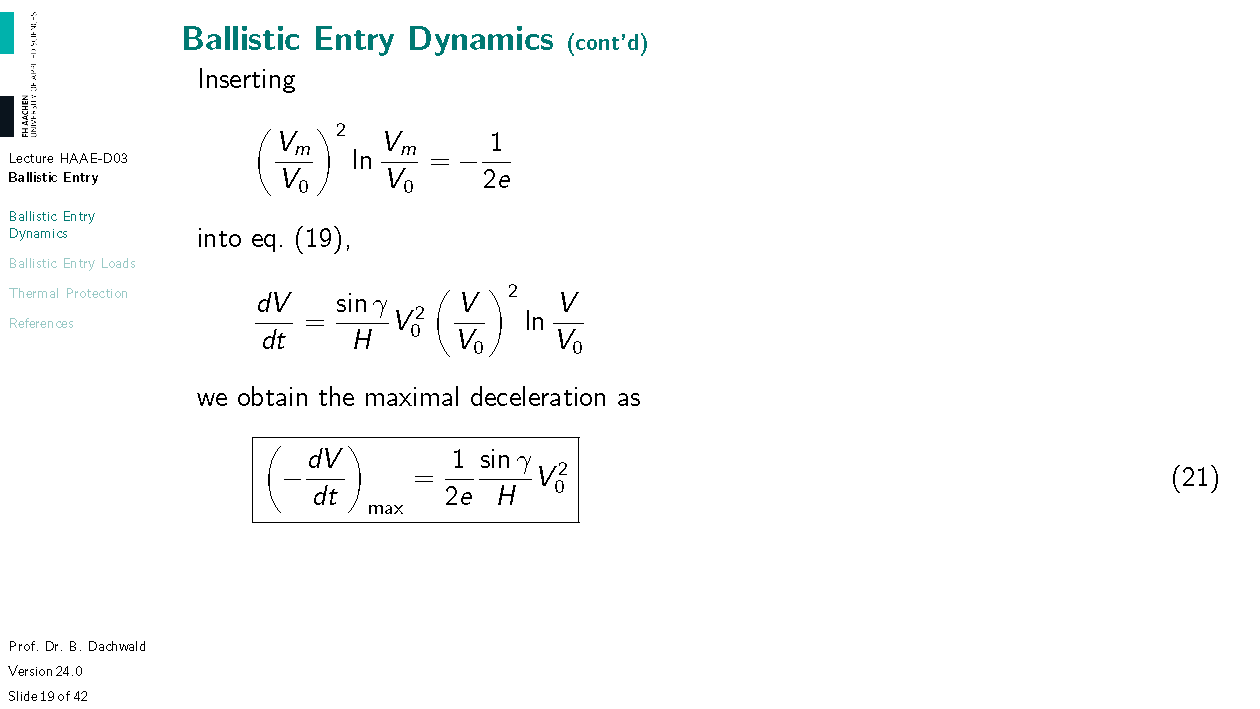 Ballistic Entry Dynamics (cont'd)
FH AACHEN
UNIVERSITY OF APPLIED SCIENCES
Lecture HAAE-D03
Ballistic Entry
Ballistic Entry
Dynamics
Ballistic Entry Loads
Thermal Protection
References
Inserting
\left( \frac{V_m}{V_0} \right)^2 \ln \frac{V_m}{V_0} = -\frac{1}{2e}
into eq. (19),
\frac{dV}{dt} = \frac{\sin \gamma}{H} V_0^2 \left( \frac{V}{V_0} \right)^2 \ln \frac{V}{V_0}
we obtain the maximal deceleration as
\left( -\frac{dV}{dt} \right)_{\text{max}} = \frac{1}{2e} \frac{\sin \gamma}{H} V_0^2 (21)
Prof. Dr. B. Dachwald
Version 24.0
Slide 19 of 42